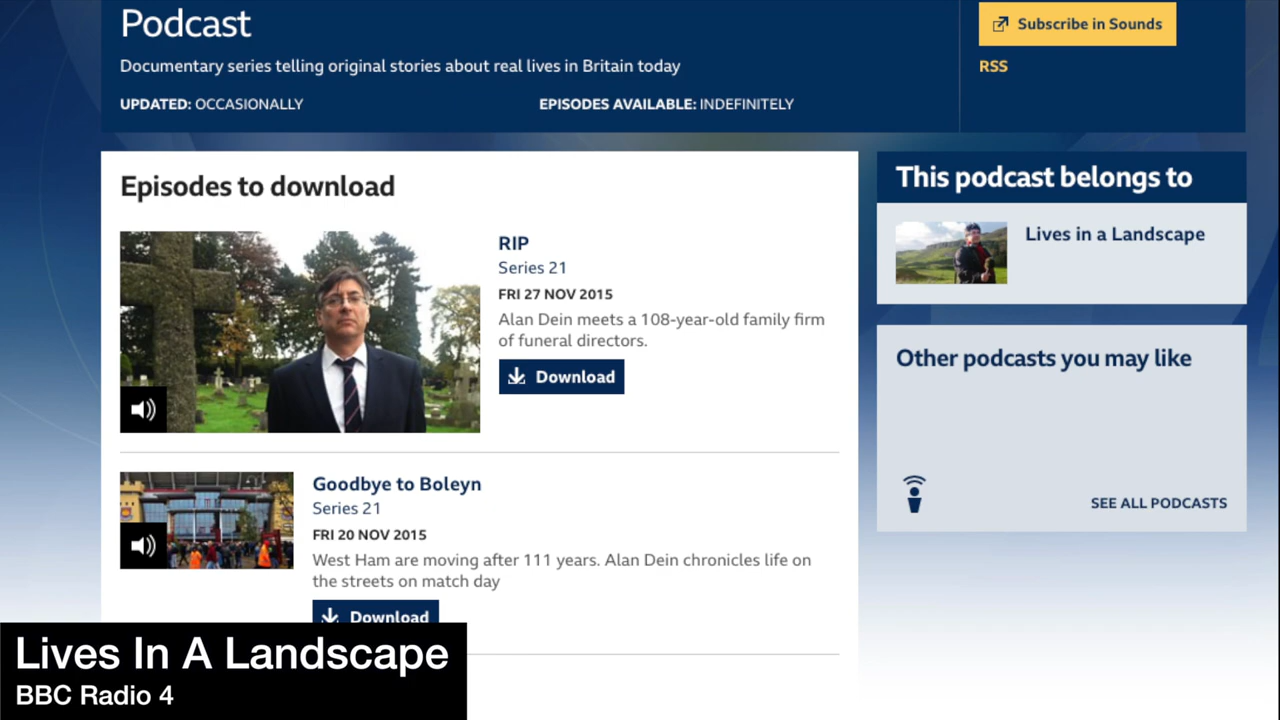 Podcast
Documentary series telling original stories about real lives in Britain today
UPDATED: OCCASIONALLY
EPISODES AVAILABLE: INDEFINITELY
Subscribe in Sounds
RSS
Episodes to download
RIP
Series 21
FRI 27 NOV 2015
Alan Dein meets a 108-year-old family firm
of funeral directors.
Download
Goodbye to Boleyn
Series 21
FRI 20 NOV 2015
West Ham are moving after 111 years. Alan Dein chronicles life on
the streets on match day
Download
This podcast belongs to
Lives in a Landscape
Other podcasts you may like
SEE ALL PODCASTS
Lives In A Landscape
BBC Radio 4